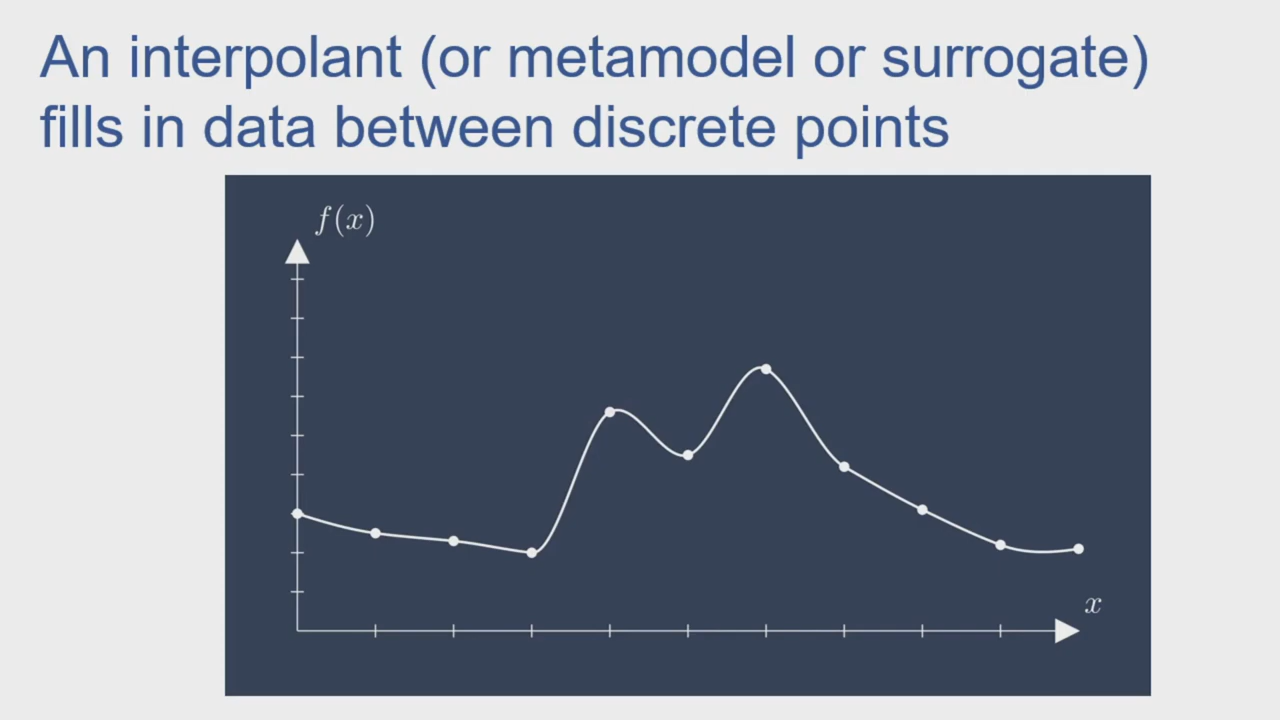 An interpolant (or metamodel or surrogate)
fills in data between discrete points
f(x)
x